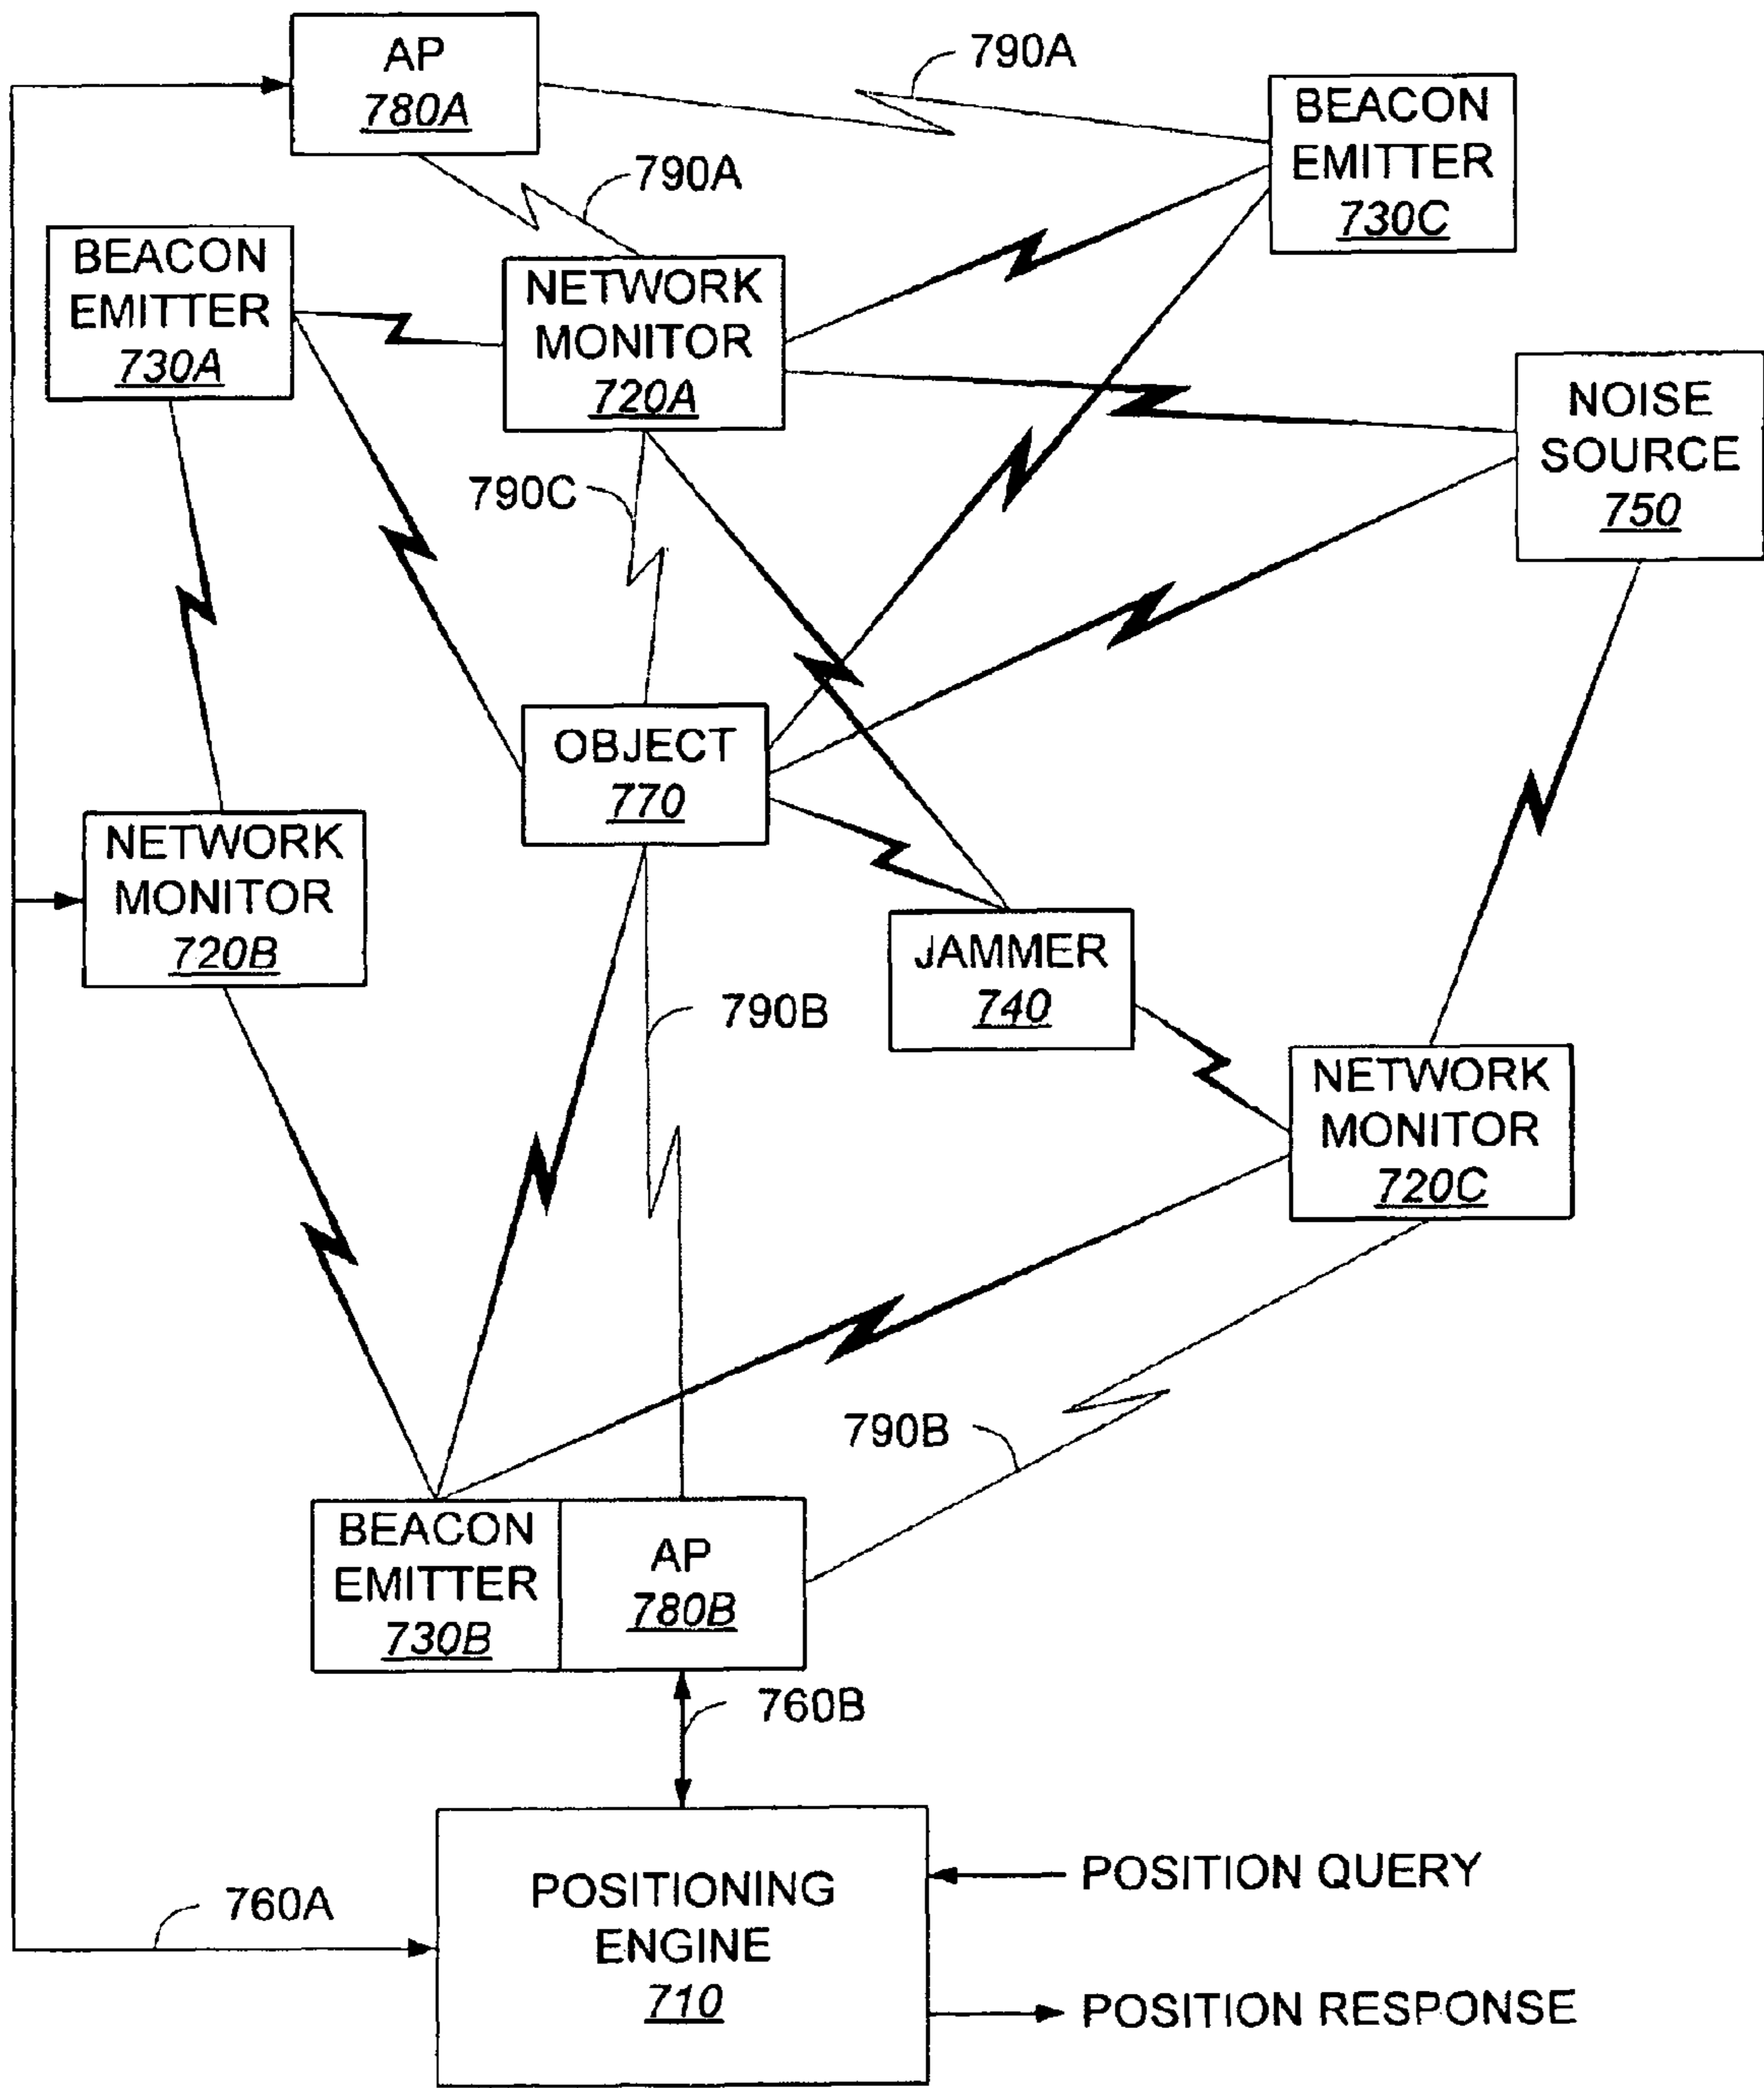 AP
780A
790A
BEACON
EMITTER
730C
790A
BEACON
EMITTER
730A
NETWORK
MONITOR
720A
NOISE
SOURCE
750
790C
OBJECT
770
NETWORK
MONITOR
720B
JAMMER
740
790B
NETWORK
MONITOR
720C
790B
BEACON
EMITTER
730B
AP
780B
760B
POSITIONING
ENGINE
710
POSITION QUERY
760A
POSITION RESPONSE